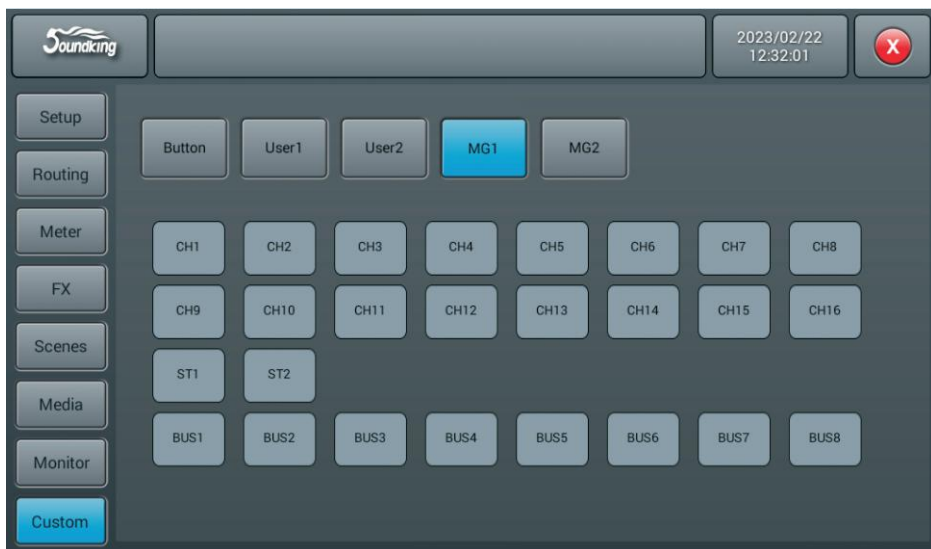 Soundking
2023/02/22
12:32:01
X
Setup
Routing
Meter
FX
Scenes
Media
Monitor
Custom
Button User1 User2 MG1 MG2
CH1 CH2 CH3 CH4 CH5 CH6 CH7 CH8
CH9 CH10 CH11 CH12 CH13 CH14 CH15 CH16
ST1 ST2
BUS1 BUS2 BUS3 BUS4 BUS5 BUS6 BUS7 BUS8